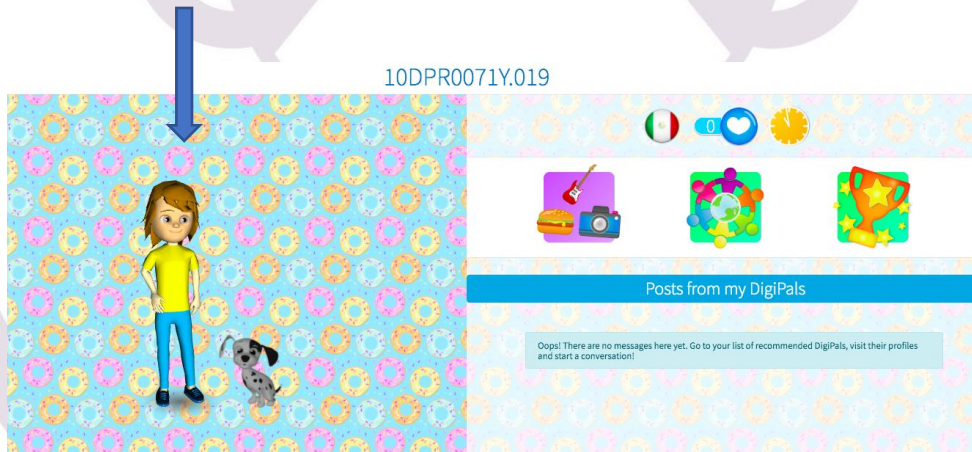 10DPR0071Y.019
0
Posts from my DigiPals
Oops! There are no messages here yet. Go to your list of recommended DigiPals, visit their profiles
and start a conversation!